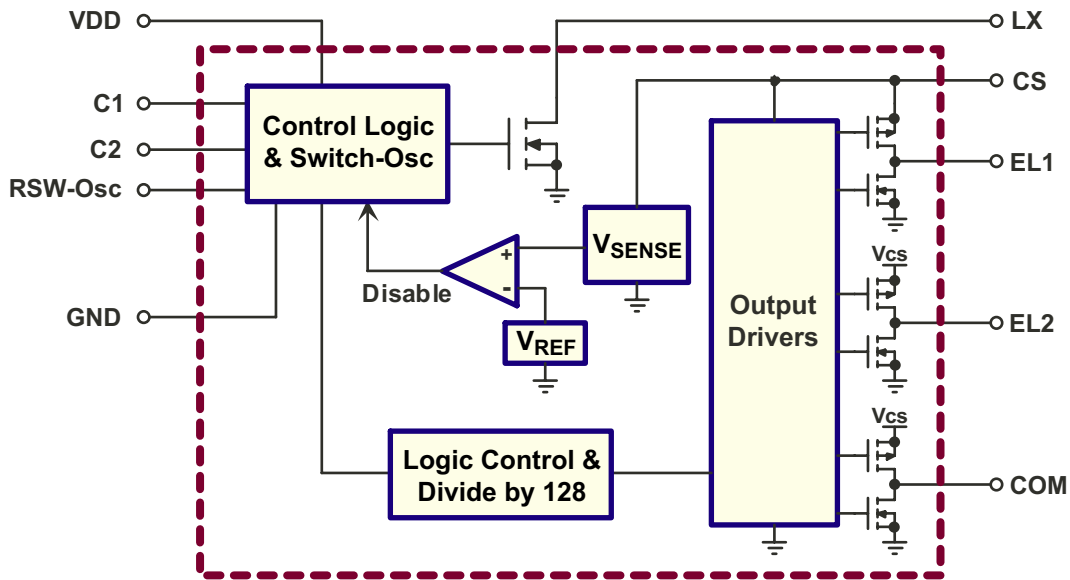 VDD
LX
CS
C1
C2
RSW-Osc
Control Logic
& Switch-Osc
EL1
VSENSE
+
-
Disable
GND
VREF
Output
Drivers
Vcs
EL2
Vcs
Logic Control &
Divide by 128
COM